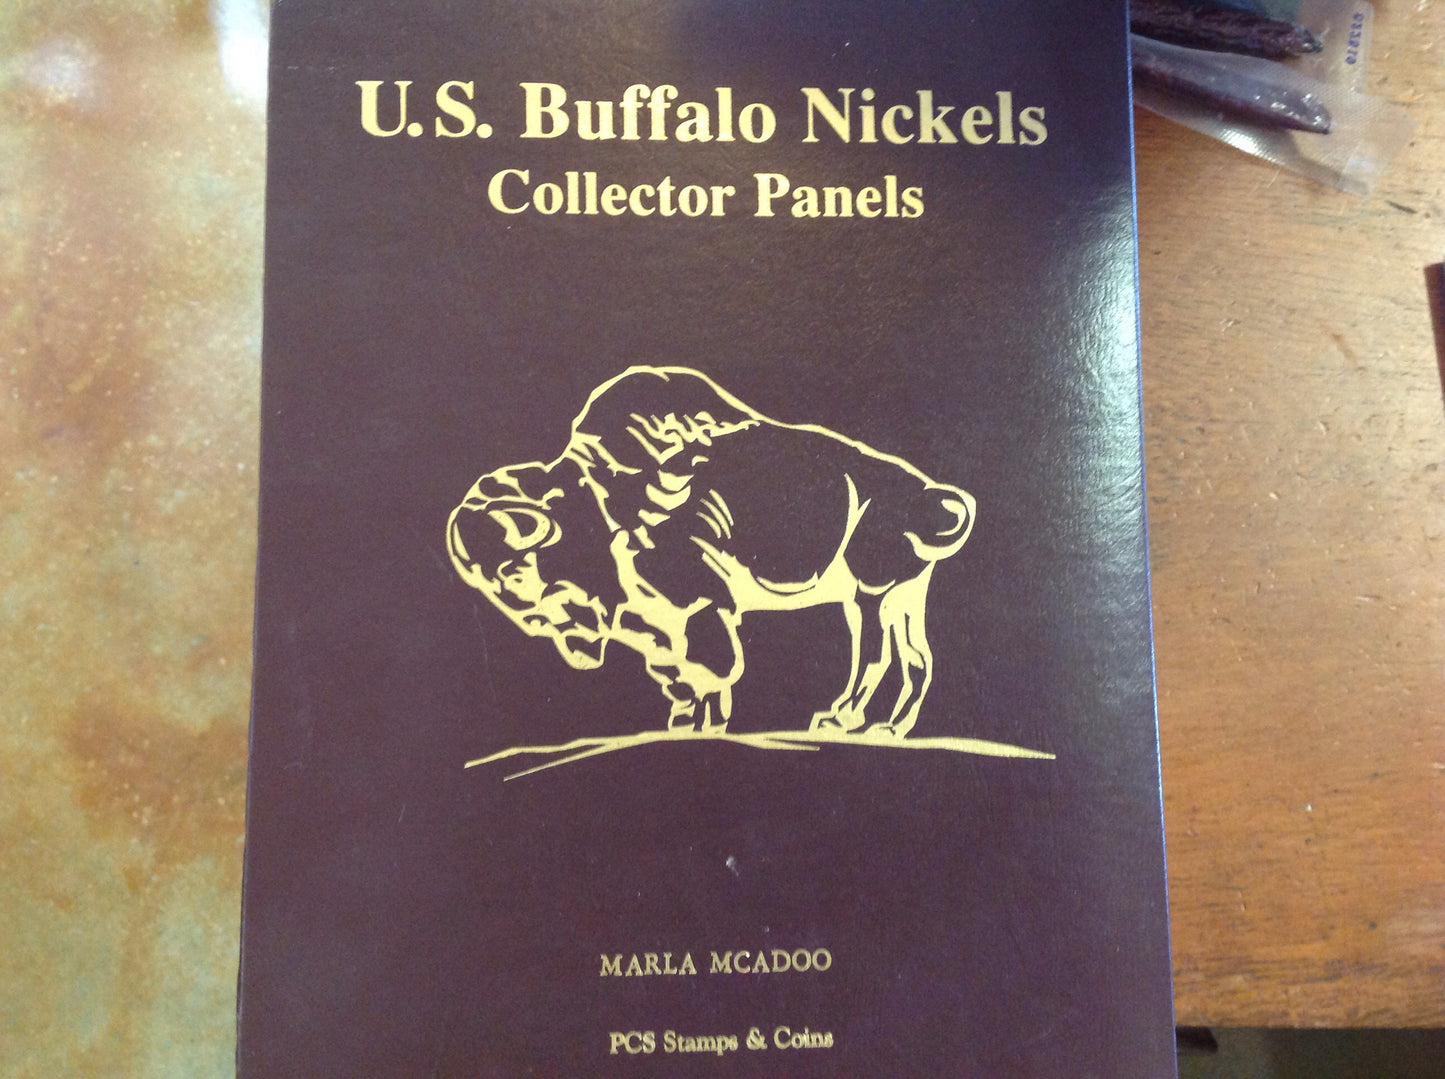 U.S. Buffalo Nickels
Collector Panels
MARLA MCADOO
PCS Stamps & Coins